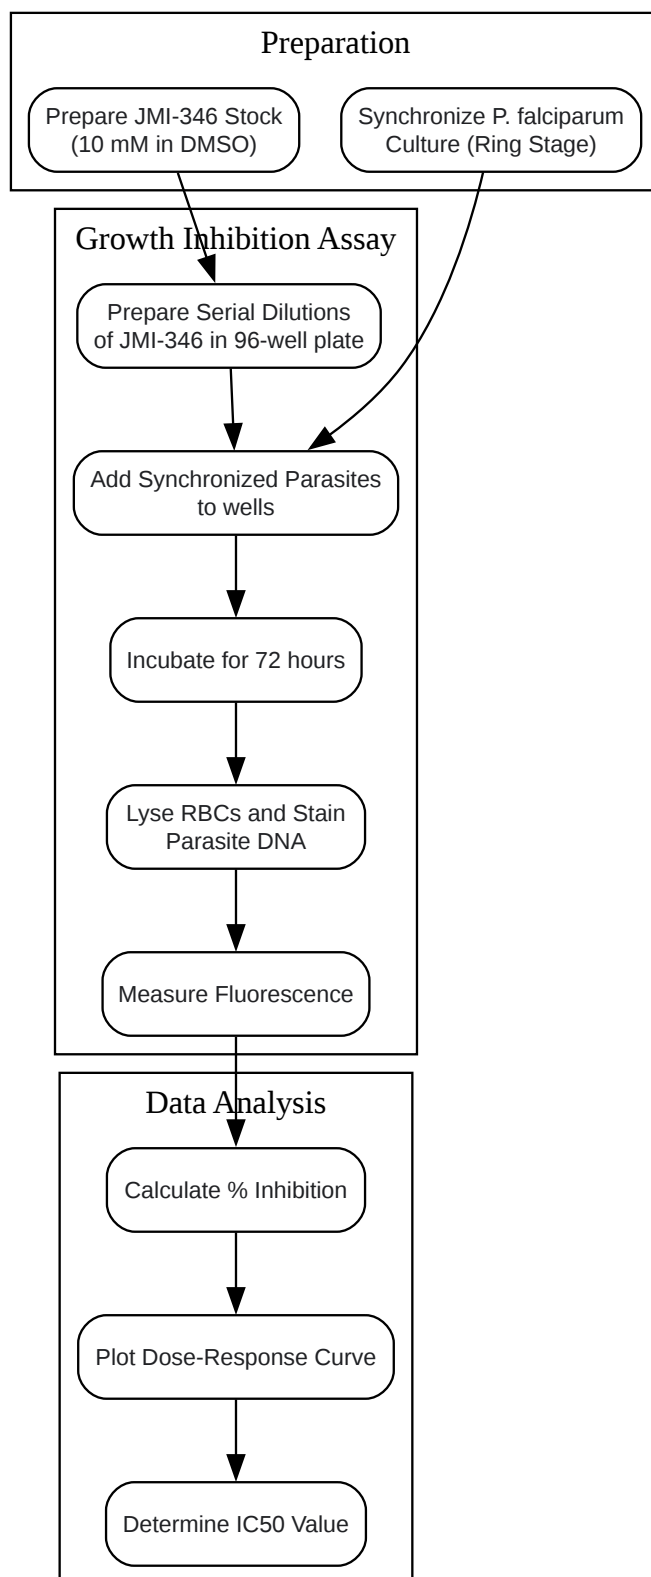 Preparation
Prepare JMI-346 Stock
(10 mM in DMSO)
Synchronize P. falciparum
Culture (Ring Stage)
Growth Inhibition Assay
Prepare Serial Dilutions
of JMI-346 in 96-well plate
Add Synchronized Parasites
to wells
Incubate for 72 hours
Lyse RBCs and Stain
Parasite DNA
Measure Fluorescence
Data Analysis
Calculate % Inhibition
Plot Dose-Response Curve
Determine IC50 Value